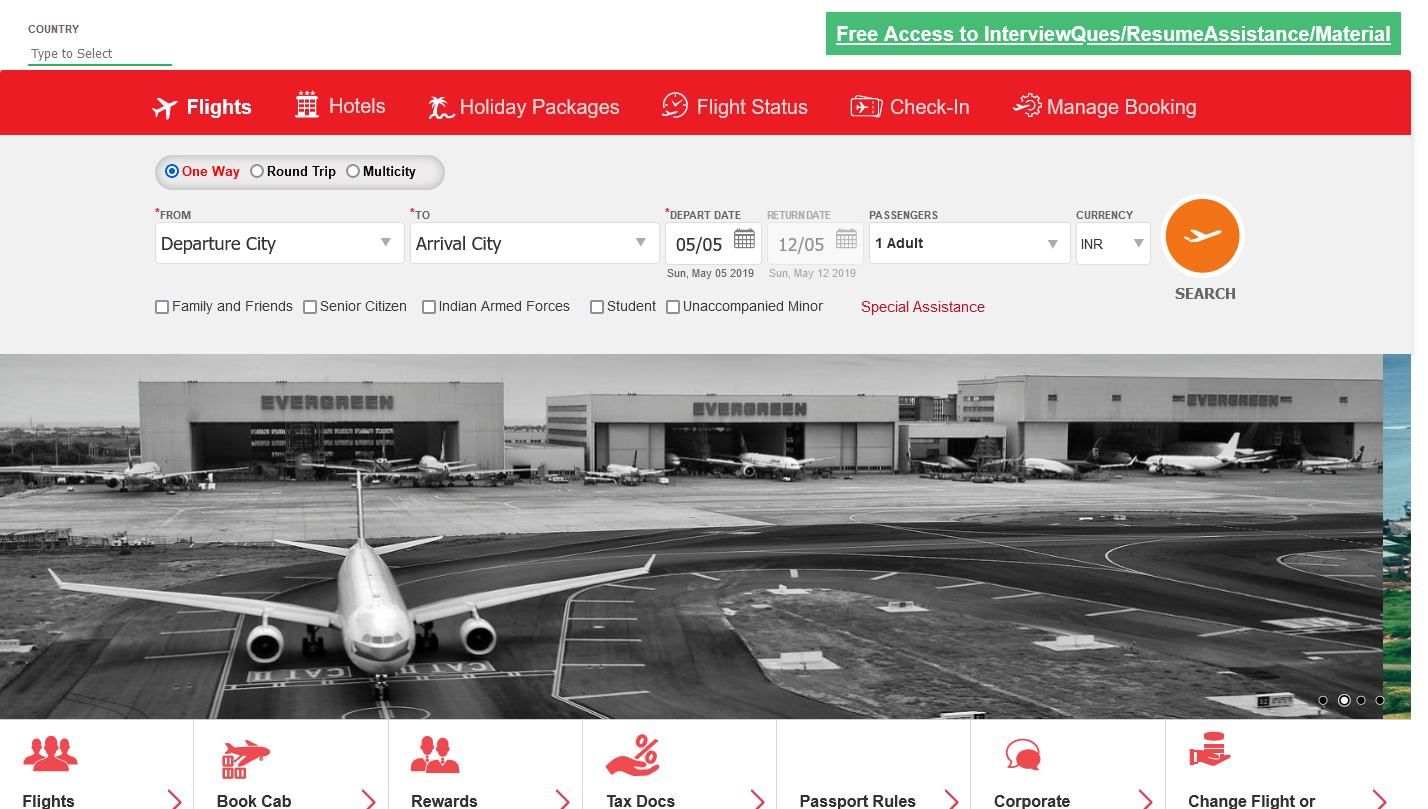 COUNTRY
Type to Select
Free Access to InterviewQues/ResumeAssistance/Material
Flights
Hotels
Holiday Packages
Flight Status
Check-In
Manage Booking
One Way
Round Trip
Multicity
*FROM
*TO
*DEPART DATE
RETURN DATE
PASSENGERS
CURRENCY
Departure City
Arrival City
05/05
12/05
1 Adult
INR
Sun, May 05 2019
Sun, May 12 2019
SEARCH
Family and Friends
Senior Citizen
Indian Armed Forces
Student
Unaccompanied Minor
Special Assistance
EVERGREEN
EVERGREEN
EVERGREEN
CAT II
CAT II
Flights
Book Cab
Rewards
Tax Docs
Passport Rules
Corporate
Change Flight or